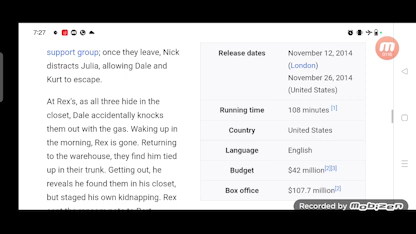 7:27
support group; once they leave, Nick
distracts Julia, allowing Dale and
Kurt to escape.
At Rex's, as all three hide in the
closet, Dale accidentally knocks
them out with the gas. Waking up in
the morning, Rex is gone. Returning
to the warehouse, they find him tied
up in their trunk. Getting out, he
reveals he found them in his closet,
but staged his own kidnapping. Rex
Release dates November 12, 2014
(London)
November 26, 2014
(United States)
Running time 108 minutes [1]
Country United States
Language English
Budget $42 million[2][3]
Box office $107.7 million[2]
Recorded by mobizen